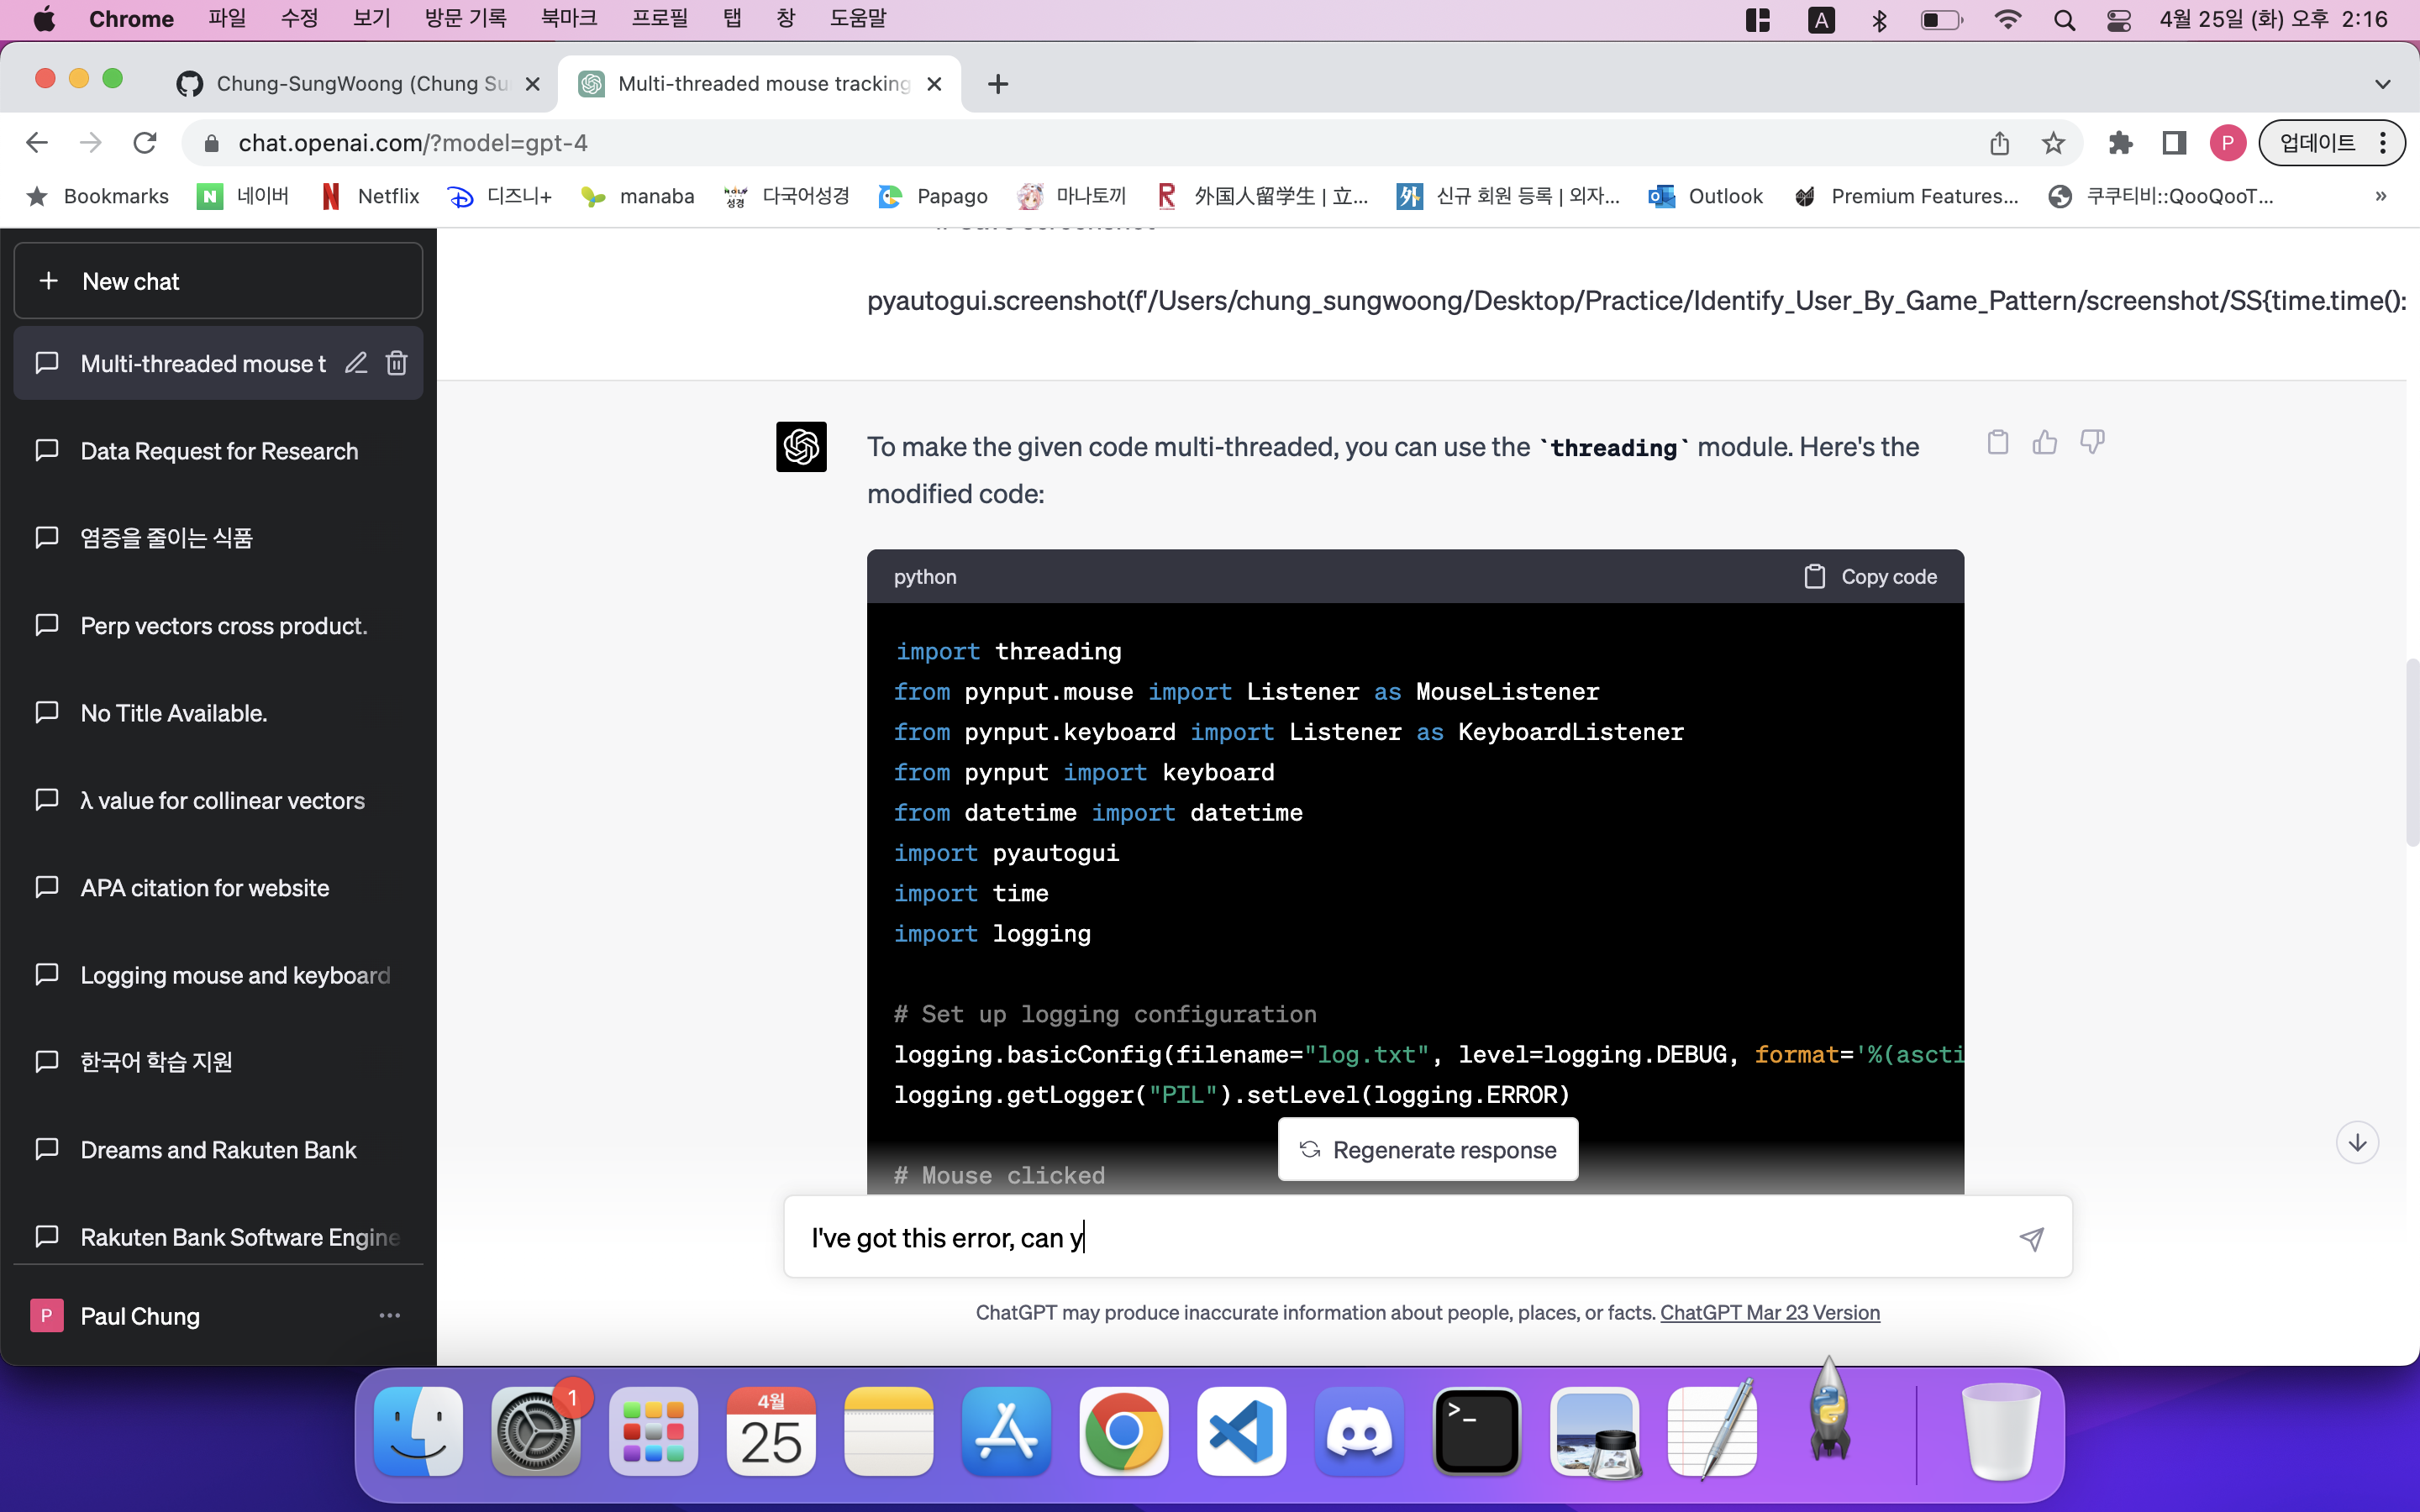 Chrome 파일 수정 보기 방문 기록 북마크 프로필 탭 창 도움말 A 4월 25일 (화) 오후 2:16
Chung-SungWoong (Chung Su Multi-threaded mouse tracking
chat.openai.com/?model=gpt-4 P 업데이트
Bookmarks N 네이버 Netflix 디즈니+ manaba 다국어성경 Papago 마나토끼 R 外国人留学生 | 立... 外 신규 회원 등록 | 외자... Outlook Premium Features... 쿠쿠티비::QooQooT... »
New chat
Multi-threaded mouse t
Data Request for Research
염증을 줄이는 식품
Perp vectors cross product.
No Title Available.
λ value for collinear vectors
APA citation for website
Logging mouse and keyboard
한국어 학습 지원
Dreams and Rakuten Bank
Rakuten Bank Software Engine
P Paul Chung ...
pyautogui.screenshot(f'/Users/chung_sungwoong/Desktop/Practice/Identify_User_By_Game_Pattern/screenshot/SS{time.time():
To make the given code multi-threaded, you can use the `threading` module. Here's the
modified code:
python Copy code
import threading
from pynput.mouse import Listener as MouseListener
from pynput.keyboard import Listener as KeyboardListener
from pynput import keyboard
from datetime import datetime
import pyautogui
import time
import logging
# Set up logging configuration
logging.basicConfig(filename="log.txt", level=logging.DEBUG, format='%(ascti
logging.getLogger("PIL").setLevel(logging.ERROR)
# Mouse clicked
Regenerate response
I've got this error, can y
ChatGPT may produce inaccurate information about people, places, or facts. ChatGPT Mar 23 Version
1
4월
25
>_